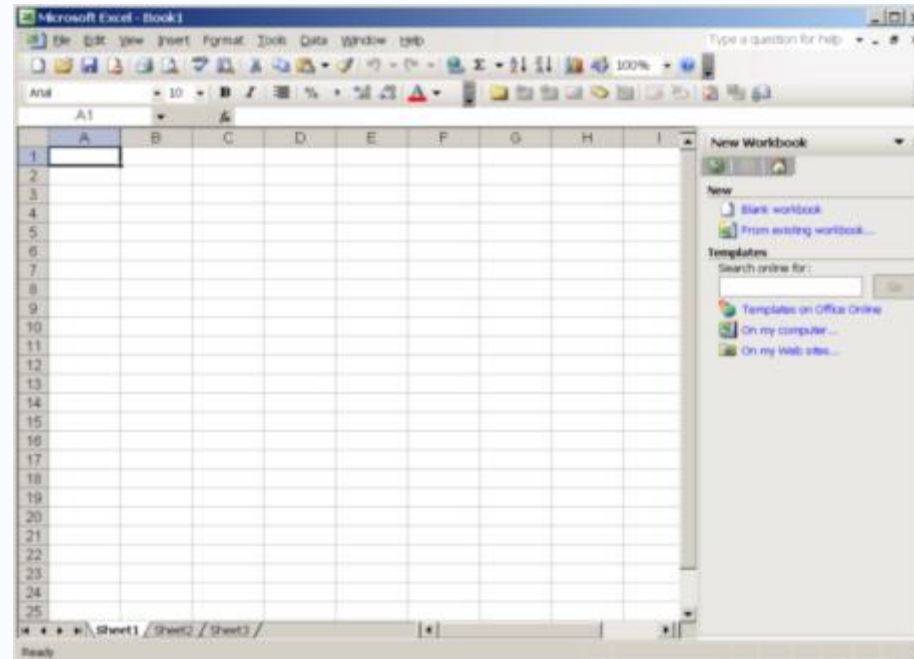 Microsoft Excel - Book1
File Edit View Insert Format Tools Data Window Help Type a question for help
100%
Arial 10 B I % A
A1 fx
A B C D E F G H I
New Workbook
1
2
New
3
4
Blank workbook
5
From existing workbook...
6
Templates
7
Search online for:
8
Go
9
Templates on Office Online
10
On my computer...
11
On my Web sites...
12
13
14
15
16
17
18
19
20
21
22
23
24
25
Sheet1 / Sheet2 / Sheet3 /
Ready